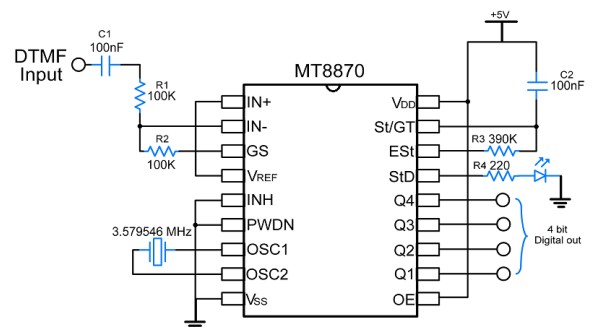 +5V
C1
100nF
DTMF
Input
MT8870
C2
100nF
R1
100K
IN+
VDD
IN-
St/GT
R2
100K
GS
ESt
R3 390K
VREF
StD
R4 220
INH
Q4
PWDN
Q3
4 bit
Digital out
3.579546 MHz
OSC1
Q2
OSC2
Q1
Vss
OE